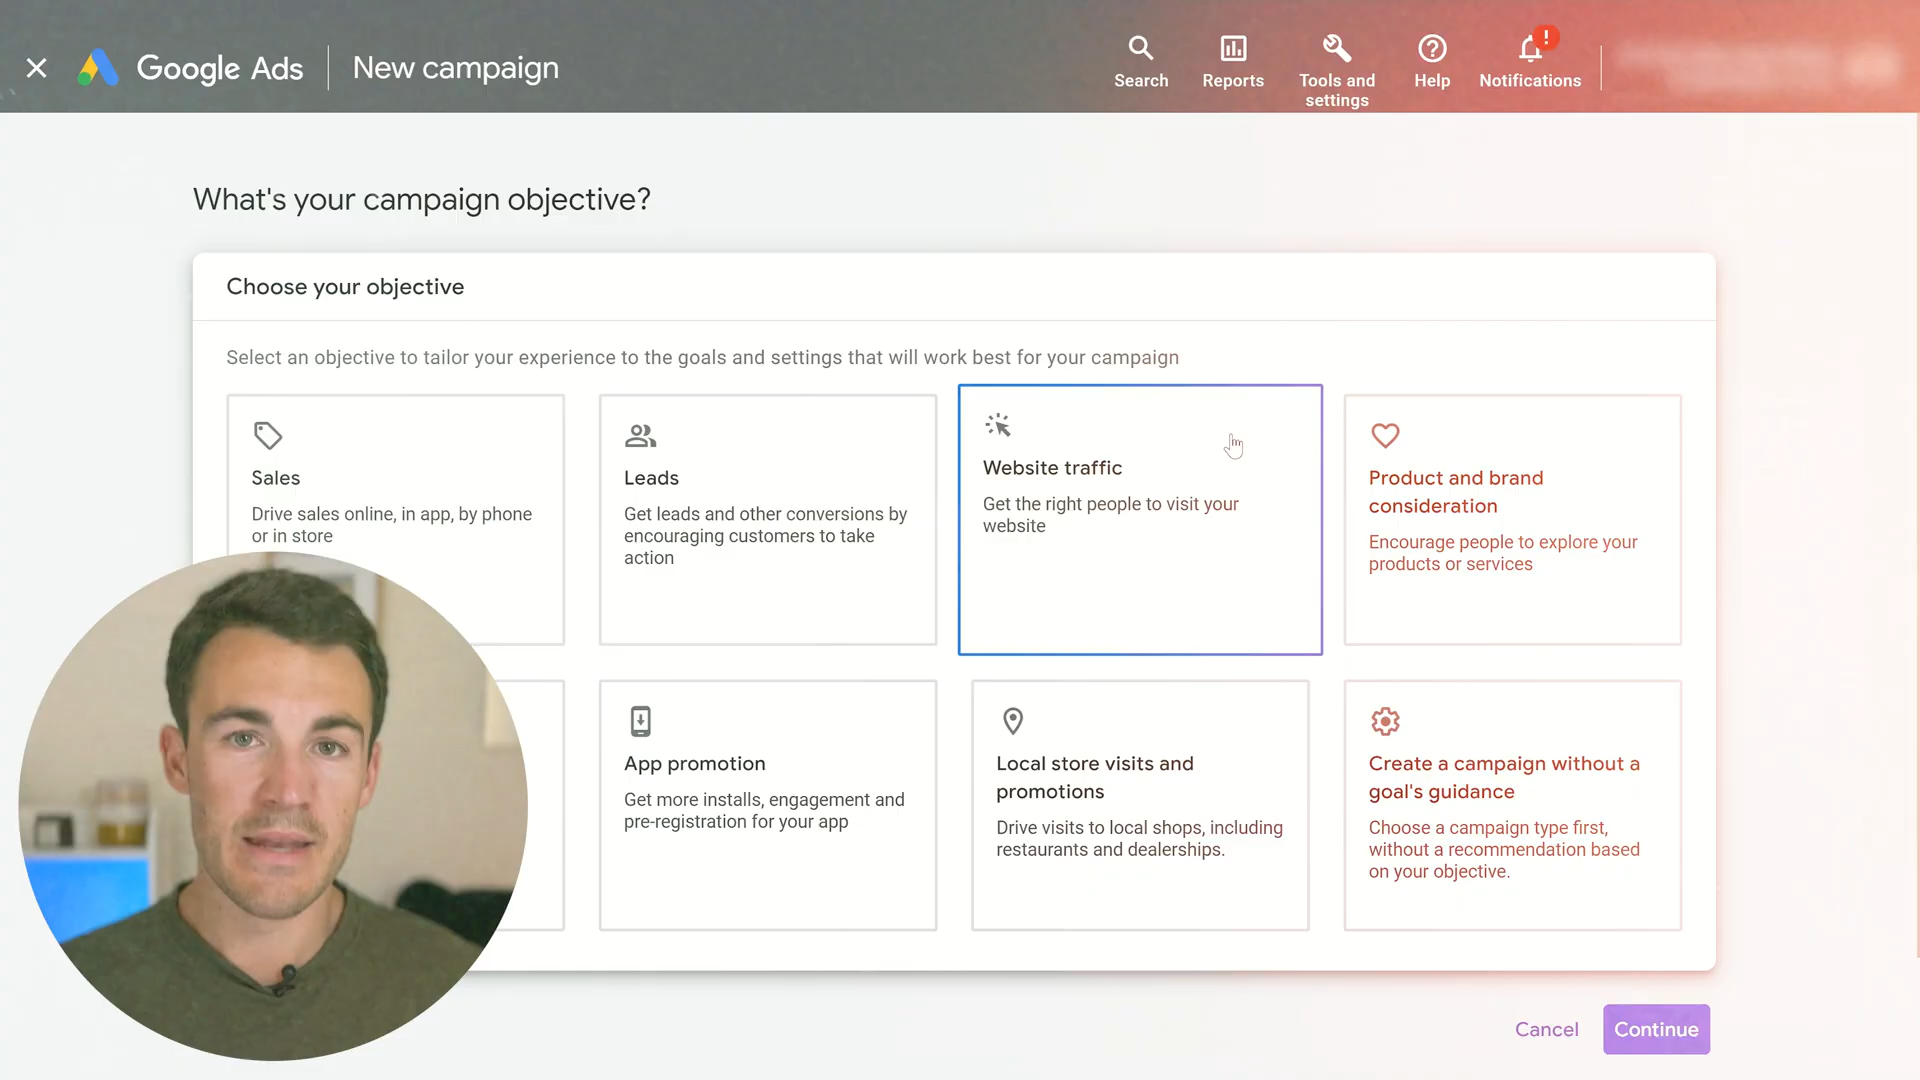 Google Ads
New campaign
Search
Reports
Tools and
settings
Help
!
Notifications
What's your campaign objective?
Choose your objective
Select an objective to tailor your experience to the goals and settings that will work best for your campaign
Sales
Drive sales online, in app, by phone
or in store
Leads
Get leads and other conversions by
encouraging customers to take
action
Website traffic
Get the right people to visit your
website
Product and brand
consideration
Encourage people to explore your
products or services
App promotion
Get more installs, engagement and
pre-registration for your app
Local store visits and
promotions
Drive visits to local shops, including
restaurants and dealerships.
Create a campaign without a
goal's guidance
Choose a campaign type first,
without a recommendation based
on your objective.
Cancel
Continue